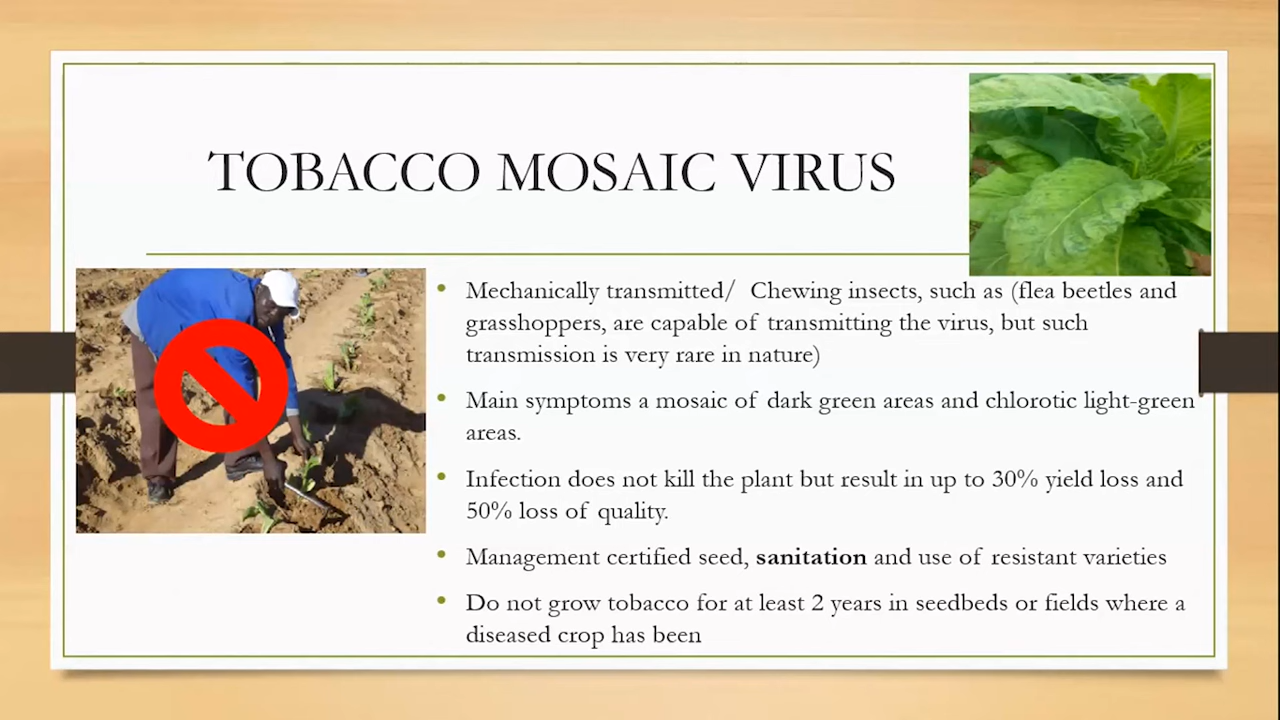 TOBACCO MOSAIC VIRUS
• Mechanically transmitted/ Chewing insects, such as (flea beetles and
grasshoppers, are capable of transmitting the virus, but such
transmission is very rare in nature)
• Main symptoms a mosaic of dark green areas and chlorotic light-green
areas.
• Infection does not kill the plant but result in up to 30% yield loss and
50% loss of quality.
• Management certified seed, sanitation and use of resistant varieties
• Do not grow tobacco for at least 2 years in seedbeds or fields where a
diseased crop has been